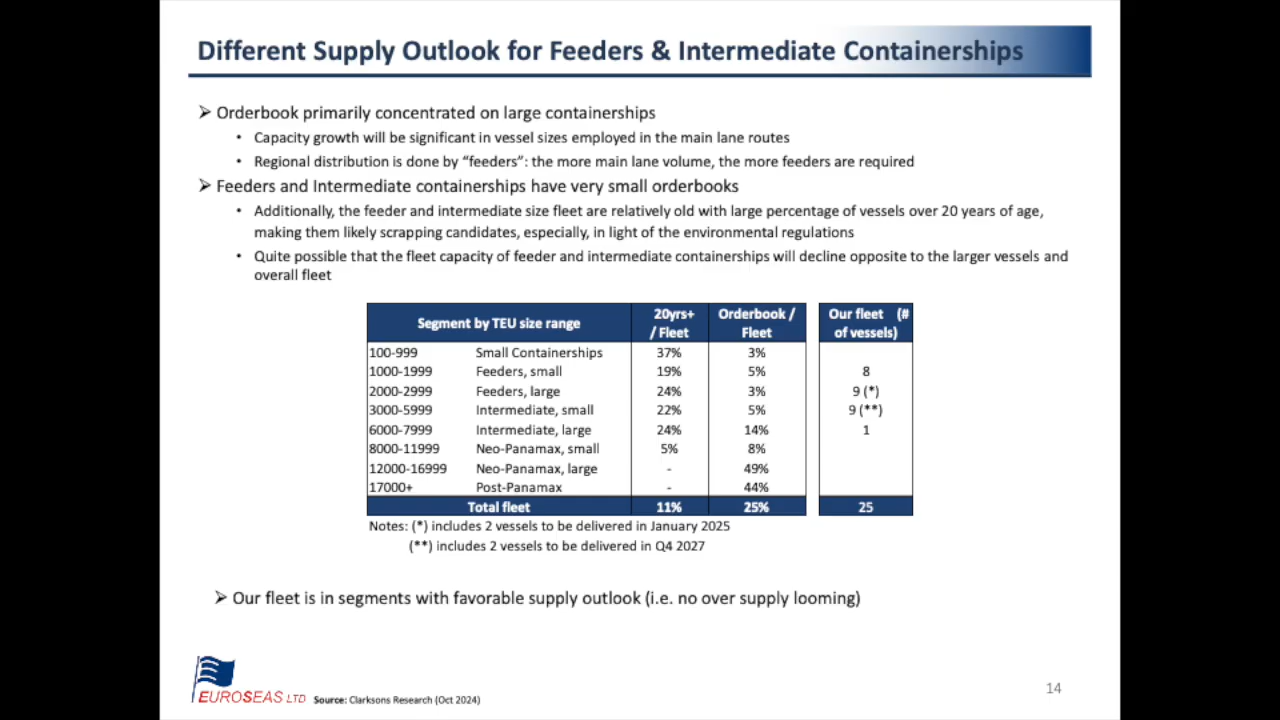 Different Supply Outlook for Feeders & Intermediate Containerships
➢ Orderbook primarily concentrated on large containerships
• Capacity growth will be significant in vessel sizes employed in the main lane routes
• Regional distribution is done by “feeders”: the more main lane volume, the more feeders are required
➢ Feeders and Intermediate containerships have very small orderbooks
• Additionally, the feeder and intermediate size fleet are relatively old with large percentage of vessels over 20 years of age,
making them likely scrapping candidates, especially, in light of the environmental regulations
• Quite possible that the fleet capacity of feeder and intermediate containerships will decline opposite to the larger vessels and
overall fleet
Segment by TEU size range 20yrs+ / Fleet Orderbook / Fleet Our fleet (# of vessels)
100-999 Small Containerships 37% 3%
1000-1999 Feeders, small 19% 5% 8
2000-2999 Feeders, large 24% 3% 9 (*)
3000-5999 Intermediate, small 22% 5% 9 (**)
6000-7999 Intermediate, large 24% 14% 1
8000-11999 Neo-Panamax, small 5% 8%
12000-16999 Neo-Panamax, large - 49%
17000+ Post-Panamax - 44%
Total fleet 11% 25% 25
Notes: (*) includes 2 vessels to be delivered in January 2025
(**) includes 2 vessels to be delivered in Q4 2027
➢ Our fleet is in segments with favorable supply outlook (i.e. no over supply looming)
EUROSEAS LTD
Source: Clarksons Research (Oct 2024)
14